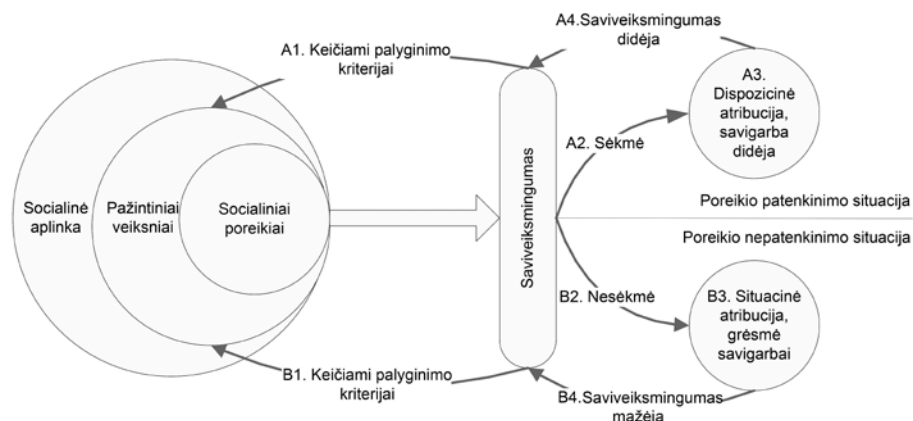 A4.Saviveiksmingumas
didėja
A1. Keičiami palyginimo
kriterijai
A3.
Dispozicinė
atribucija,
savigarba
didėja
A2. Sėkmė
Socialinė
aplinka
Pažintiniai
veiksniai
Socialiniai
poreikiai
Saviveiksmingumas
Poreikio patenkinimo situacija
Poreikio nepatenkinimo situacija
B2. Nesėkmė
B3. Situacinė
atribucija,
grėsmė
savigarbai
B1. Keičiami palyginimo
kriterijai
B4.Saviveiksmingumas
mažėja